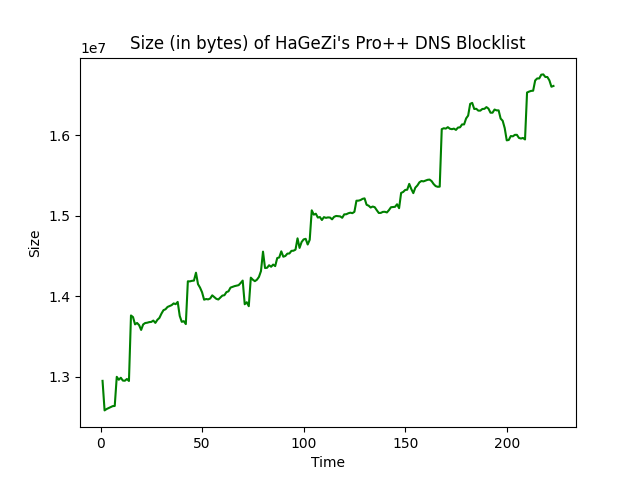 Size (in bytes) of HaGeZi's Pro++ DNS Blocklist
1e7
1.6
1.5
1.4
1.3
Size
0 50 100 150 200
Time